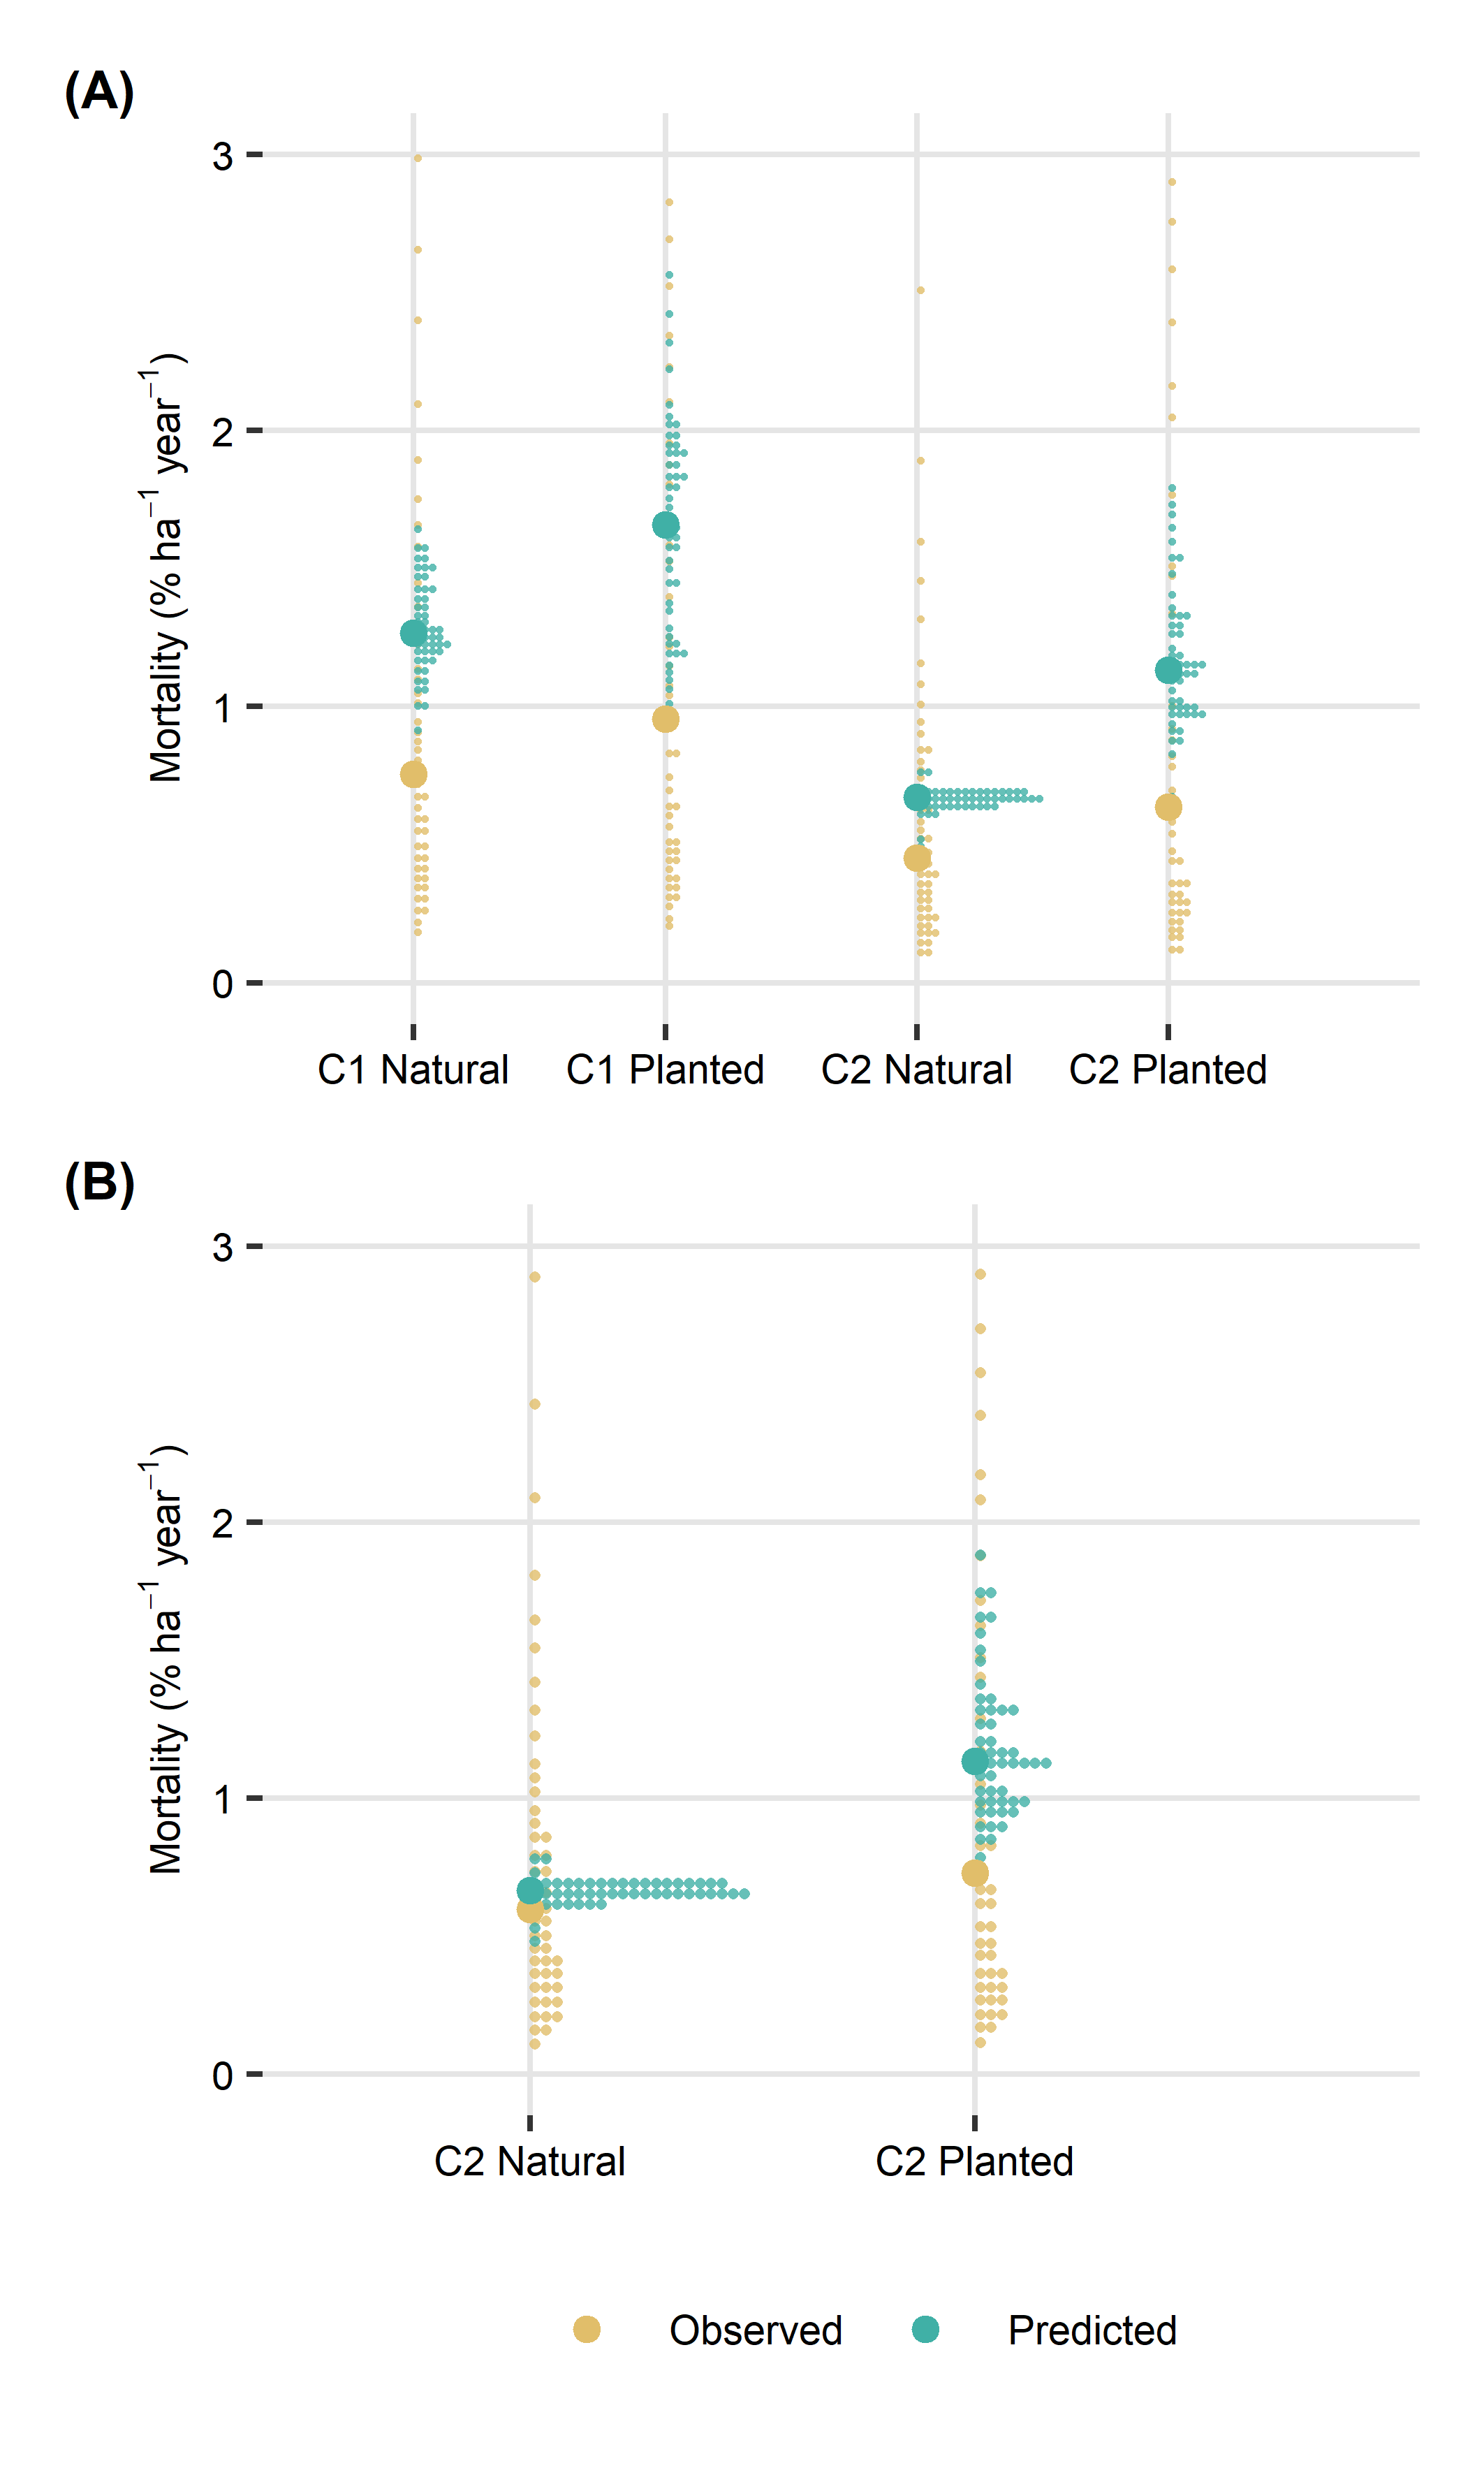 (A)
Mortality (% ha⁻¹ year⁻¹)
3
2
1
0
C1 Natural C1 Planted C2 Natural C2 Planted
(B)
Mortality (% ha⁻¹ year⁻¹)
3
2
1
0
C2 Natural C2 Planted
Observed Predicted